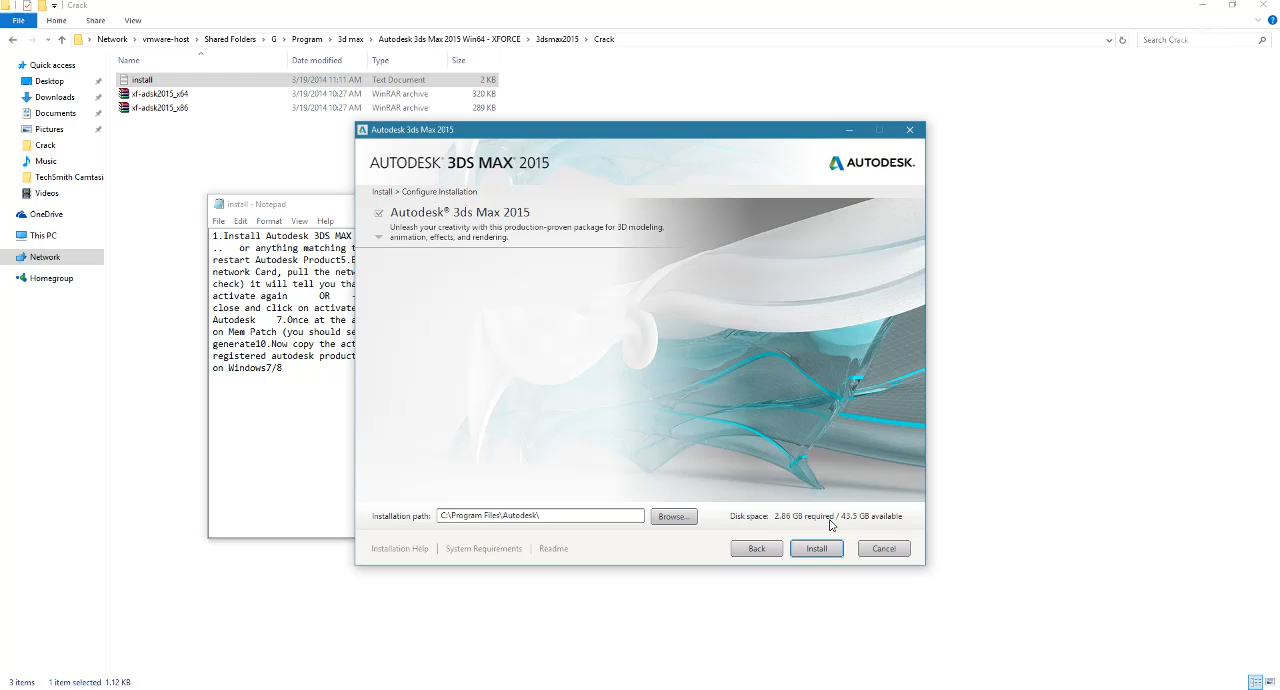 Crack
File Home Share View
Network > vmware-host > Shared Folders > G > Program > 3d max > Autodesk 3ds Max 2015 Win64 - XFORCE > 3dsmax2015 > Crack
Search Crack
Name Date modified Type Size
Quick access
Desktop
Downloads
Documents
Pictures
Crack
Music
TechSmith Camtasi
Videos
OneDrive
This PC
Network
Homegroup
install 3/19/2014 11:11 AM Text Document 2 KB
xf-adsk2015_x64 3/19/2014 10:27 AM WinRAR archive 320 KB
xf-adsk2015_x86 3/19/2014 10:27 AM WinRAR archive 289 KB
install - Notepad
File Edit Format View Help
1.Install Autodesk 3DS MAX
.. or anything matching t
restart Autodesk Product5.B
network Card, pull the netw
check) it will tell you tha
activate again OR -
close and click on activate
Autodesk 7.Once at the a
on Mem Patch (you should se
generate10.Now copy the act
registered autodesk product
on Windows7/8
Autodesk 3ds Max 2015
AUTODESK® 3DS MAX® 2015
AUTODESK.
Install > Configure Installation
Autodesk® 3ds Max 2015
Unleash your creativity with this production-proven package for 3D modeling,
animation, effects, and rendering.
Installation path: C:\Program Files\Autodesk\ Browse... Disk space: 2.86 GB required / 43.5 GB available
Installation Help System Requirements Readme Back Install Cancel
3 items 1 item selected 1.12 KB